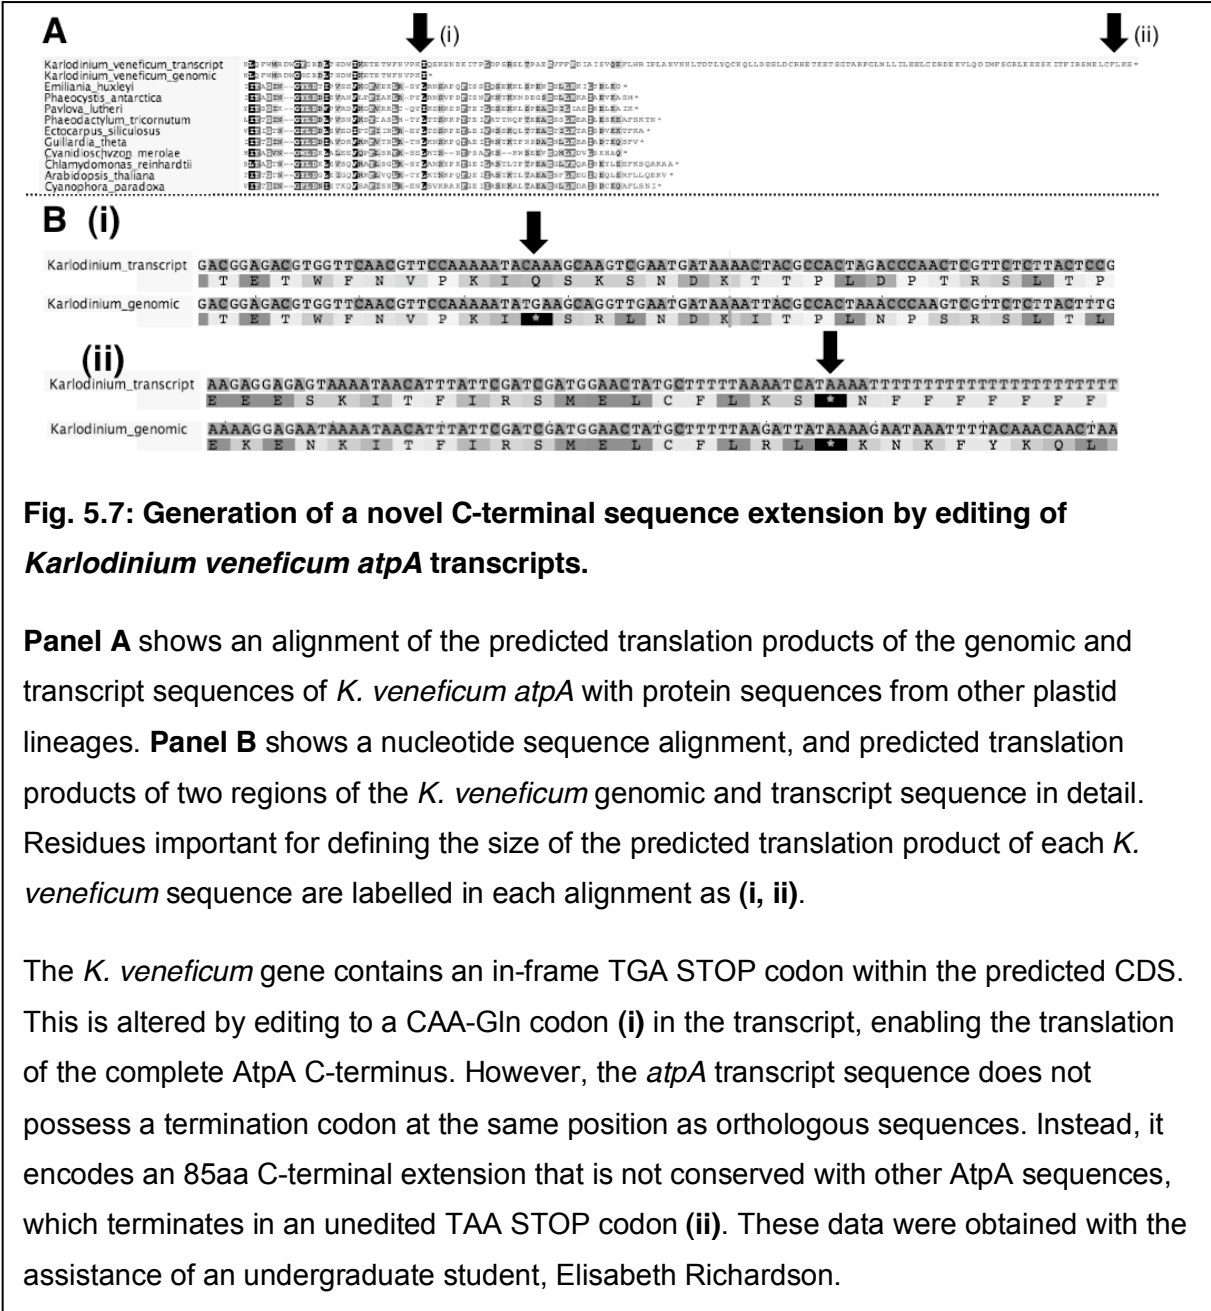 A
(i)
(ii)
Karlodinium_veneficum_transcript
Karlodinium_veneficum_genomic
Emiliania_huxleyi
Phaeocystis_antarctica
Pavlova_lutheri
Phaeodactylum_tricornutum
Ectocarpus_siliculosus
Guillardia_theta
Cyanidioschyzon_merolae
Chlamydomonas_reinhardtii
Arabidopsis_thaliana
Cyanophora_paradoxa
B (i)
Karlodinium_transcript GACGGAGACGTGGTTCAACGTTCCAAAAATACAAAGCAAGTCGAATGATAAAACTACGCCACTAGACCCAACTCGTTCTCTTACTCCG
T E T W F N V P K I Q S K S N D K T T P L D P T R S L T P
Karlodinium_genomic GACGGAGACGTGGTTCAACGTTCCAAAAATATGAAGCAGGTTGAATGATAAAATTACGCCACTAAACCCAAGTCGTTCTCTTACTTTG
T E T W F N V P K I * S R L N D K I T P L N P S R S L T L
(ii)
Karlodinium_transcript AAGAGGAGAGTAAAATAACATTTATTCGATCGATGGAACTATGCTTTTTAAAATCATAAAATTTTTTTTTTTTTTTTTTTTTTT
E E E S K I T F I R S M E L C F L K S * N F F F F F F F
Karlodinium_genomic AAAAGGAGAATAAAATAACATTTATTCGATCGATGGAACTATGCTTTTTAAGATTATAAAAGAATAAATTTTACAAACAACTAA
E K E N K I T F I R S M E L C F L R L * K N K F Y K Q L
Fig. 5.7: Generation of a novel C-terminal sequence extension by editing of
Karlodinium veneficum atpA transcripts.
Panel A shows an alignment of the predicted translation products of the genomic and
transcript sequences of K. veneficum atpA with protein sequences from other plastid
lineages. Panel B shows a nucleotide sequence alignment, and predicted translation
products of two regions of the K. veneficum genomic and transcript sequence in detail.
Residues important for defining the size of the predicted translation product of each K.
veneficum sequence are labelled in each alignment as (i, ii).
The K. veneficum gene contains an in-frame TGA STOP codon within the predicted CDS.
This is altered by editing to a CAA-Gln codon (i) in the transcript, enabling the translation
of the complete AtpA C-terminus. However, the atpA transcript sequence does not
possess a termination codon at the same position as orthologous sequences. Instead, it
encodes an 85aa C-terminal extension that is not conserved with other AtpA sequences,
which terminates in an unedited TAA STOP codon (ii). These data were obtained with the
assistance of an undergraduate student, Elisabeth Richardson.